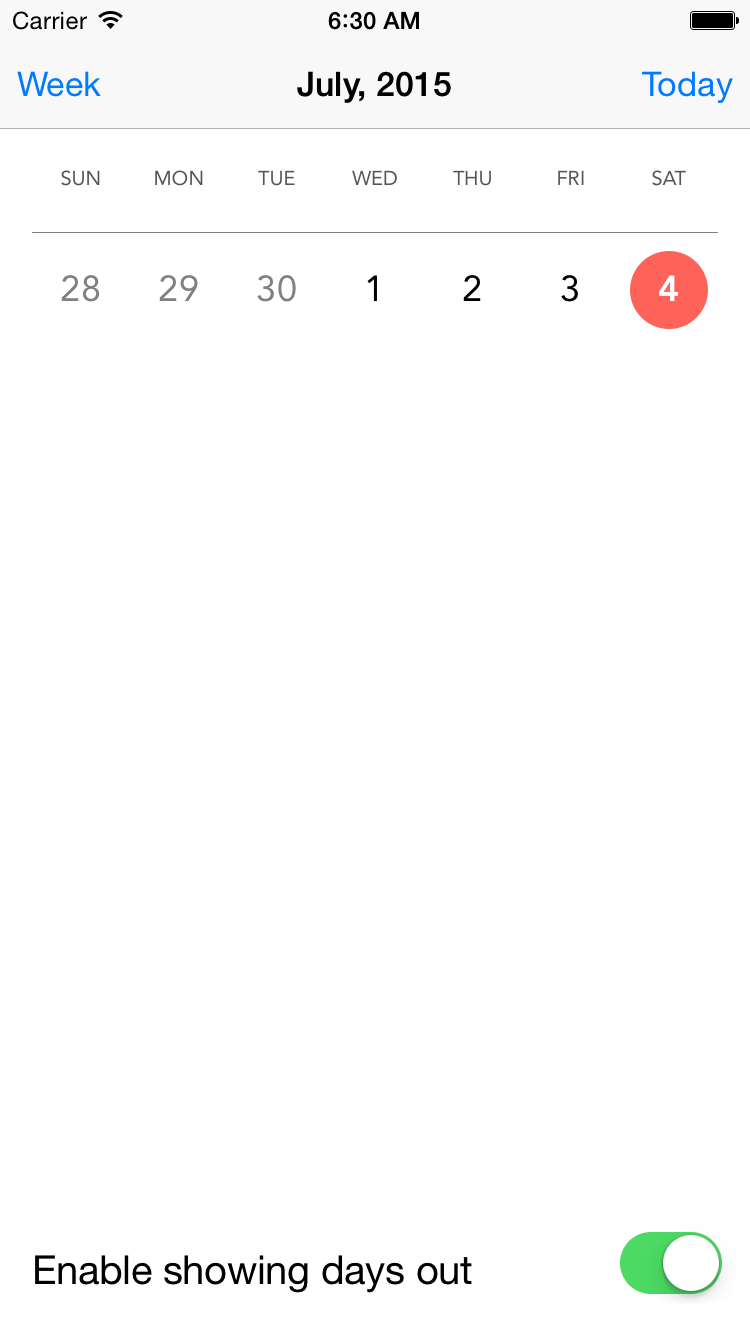 Carrier 6:30 AM
Week July, 2015 Today
SUN MON TUE WED THU FRI SAT
28 29 30 1 2 3 4
Enable showing days out